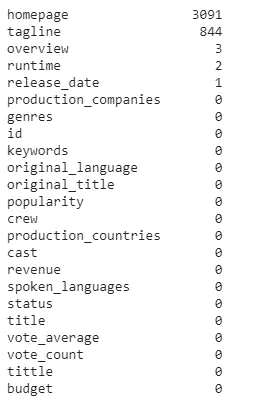 homepage 3091
tagline 844
overview 3
runtime 2
release_date 1
production_companies 0
genres 0
id 0
keywords 0
original_language 0
original_title 0
popularity 0
crew 0
production_countries 0
cast 0
revenue 0
spoken_languages 0
status 0
title 0
vote_average 0
vote_count 0
tittle 0
budget 0